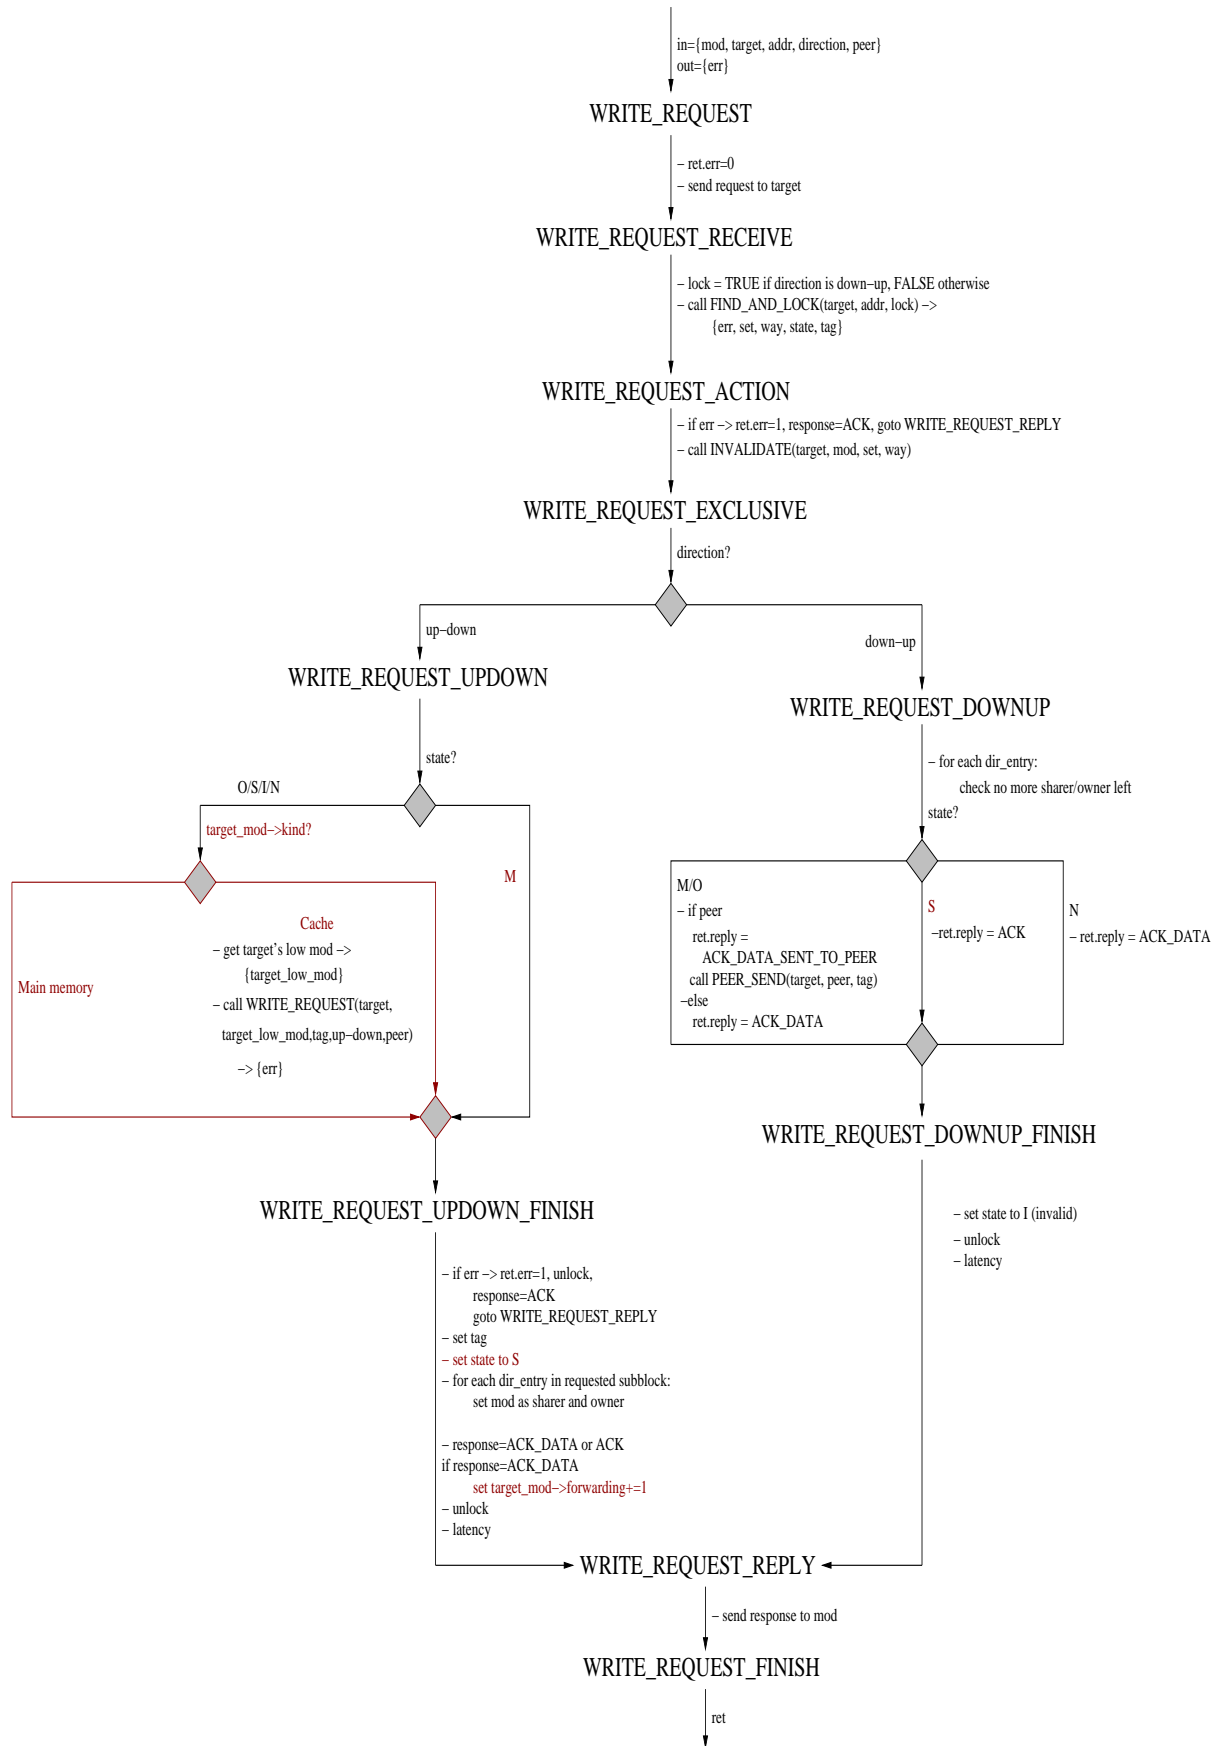 in={mod, target, addr, direction, peer}
out={err}
WRITE_REQUEST
– ret.err=0
– send request to target
WRITE_REQUEST_RECEIVE
– lock = TRUE if direction is down–up, FALSE otherwise
– call FIND_AND_LOCK(target, addr, lock) –>
{err, set, way, state, tag}
WRITE_REQUEST_ACTION
– if err –> ret.err=1, response=ACK, goto WRITE_REQUEST_REPLY
– call INVALIDATE(target, mod, set, way)
WRITE_REQUEST_EXCLUSIVE
direction?
up–down
WRITE_REQUEST_UPDOWN
state?
O/S/I/N
target_mod–>kind?
M
Cache
– get target's low mod –>
{target_low_mod}
Main memory
– call WRITE_REQUEST(target,
target_low_mod,tag,up–down,peer)
–> {err}
WRITE_REQUEST_UPDOWN_FINISH
– if err –> ret.err=1, unlock,
response=ACK
goto WRITE_REQUEST_REPLY
– set tag
– set state to S
– for each dir_entry in requested subblock:
set mod as sharer and owner
– response=ACK_DATA or ACK
if response=ACK_DATA
set target_mod–>forwarding+=1
– unlock
– latency
down–up
WRITE_REQUEST_DOWNUP
– for each dir_entry:
check no more sharer/owner left
state?
M/O
– if peer
ret.reply =
ACK_DATA_SENT_TO_PEER
call PEER_SEND(target, peer, tag)
–else
ret.reply = ACK_DATA
S
–ret.reply = ACK
N
– ret.reply = ACK_DATA
WRITE_REQUEST_DOWNUP_FINISH
– set state to I (invalid)
– unlock
– latency
WRITE_REQUEST_REPLY
– send response to mod
WRITE_REQUEST_FINISH
ret